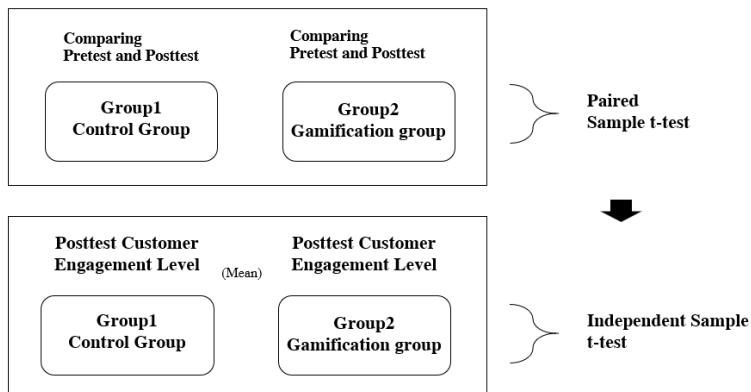 Comparing
Pretest and Posttest
Comparing
Pretest and Posttest
Group1
Control Group
Group2
Gamification group
Paired
Sample t-test
Posttest Customer
Engagement Level
(Mean)
Posttest Customer
Engagement Level
Group1
Control Group
Group2
Gamification group
Independent Sample
t-test